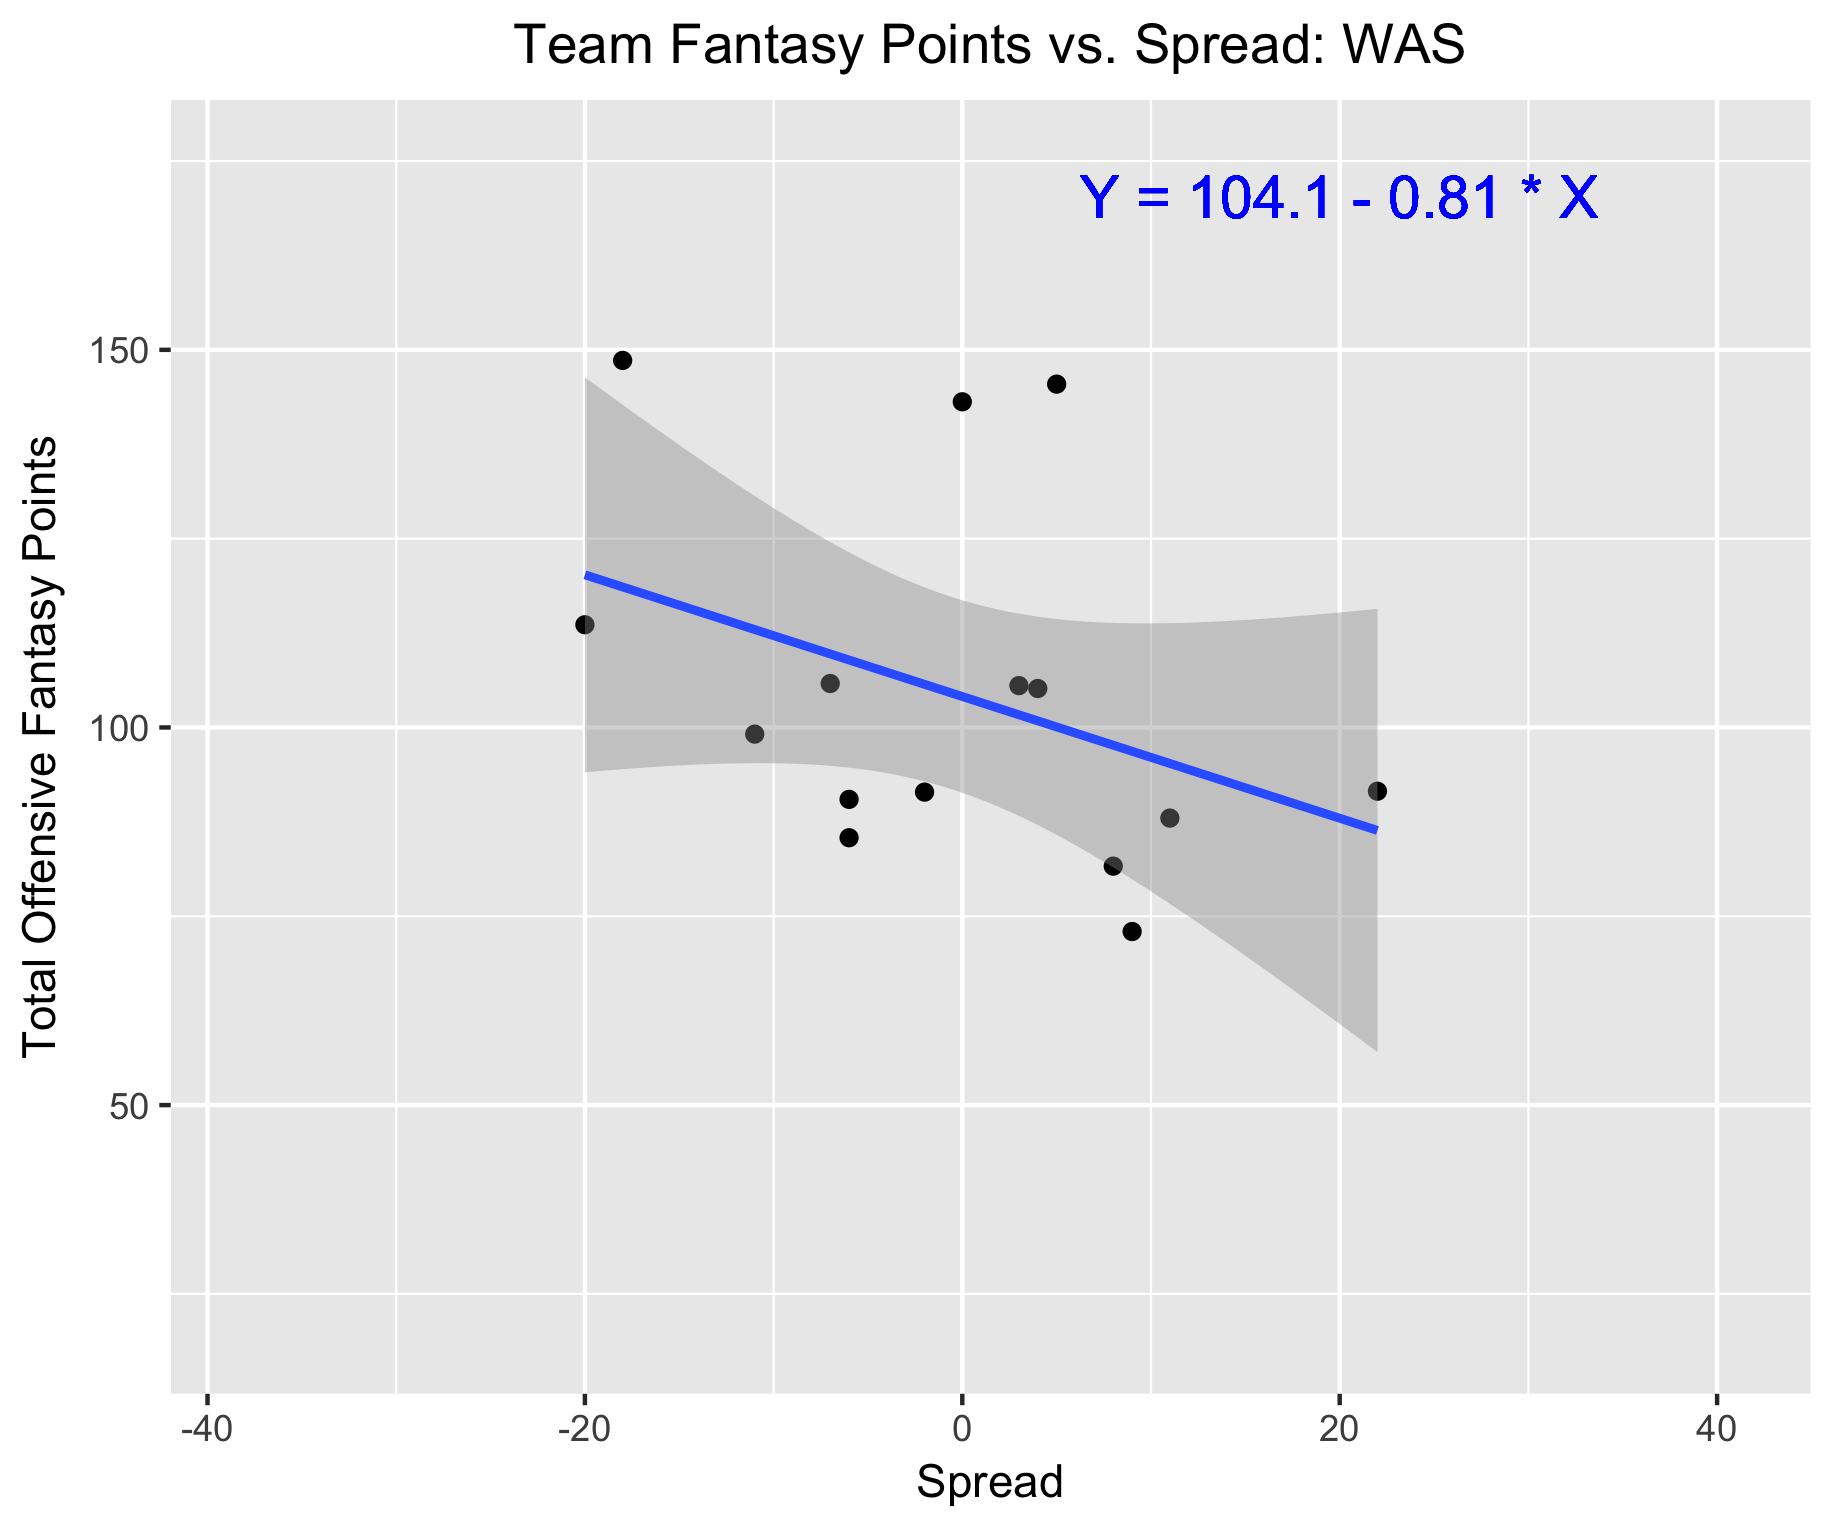 Team Fantasy Points vs. Spread: WAS
Y = 104.1 - 0.81 * X
Total Offensive Fantasy Points
150
100
50
-40
-20
0
20
40
Spread